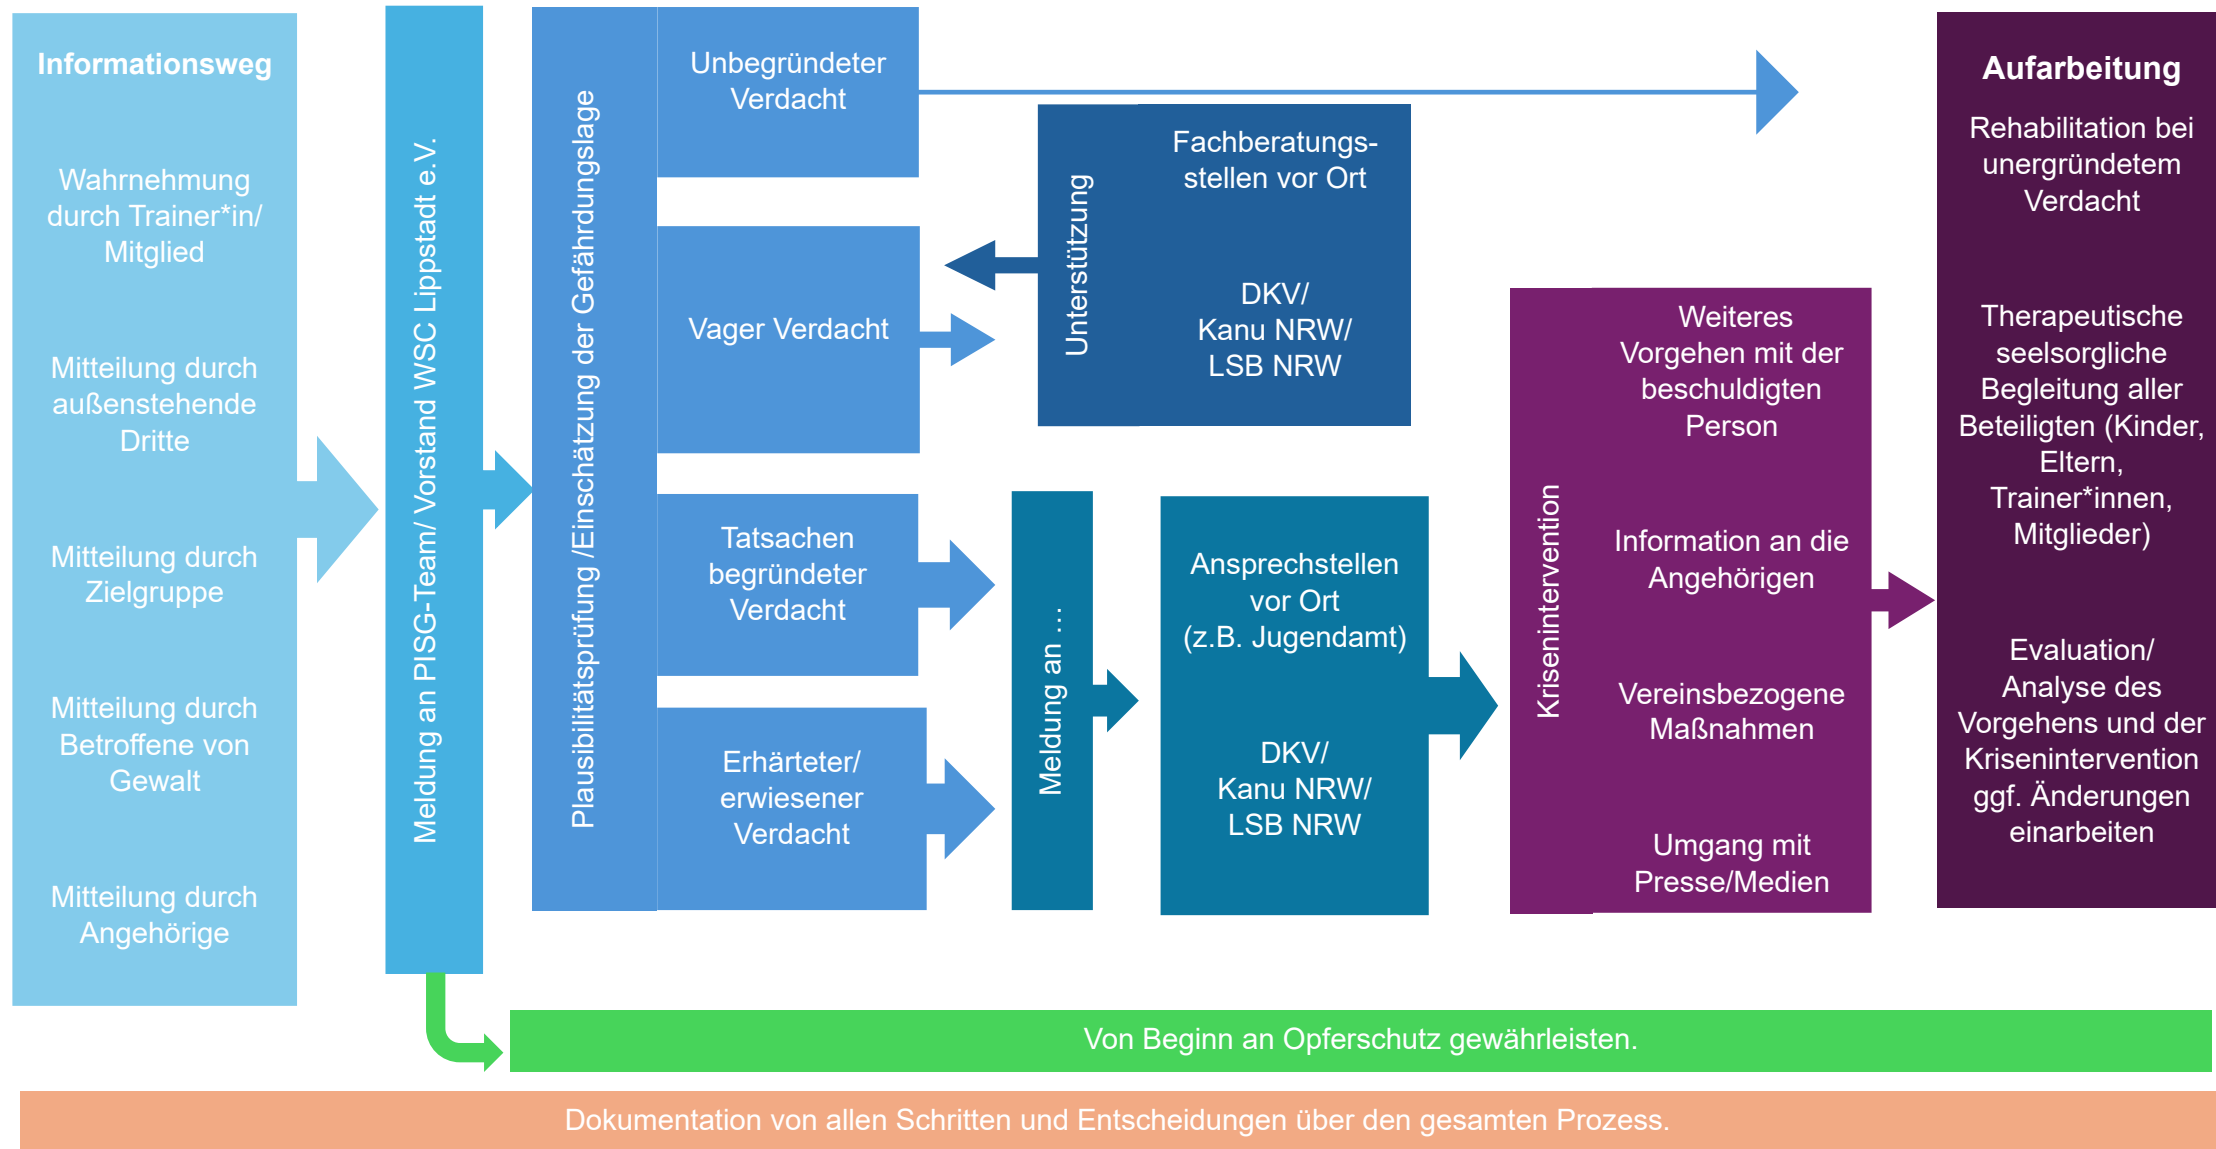 Informationsweg
Wahrnehmung
durch Trainer*in/
Mitglied
Mitteilung durch
außenstehende
Dritte
Mitteilung durch
Zielgruppe
Mitteilung durch
Betroffene von
Gewalt
Mitteilung durch
Angehörige
Meldung an PISG-Team/ Vorstand WSC Lippstadt e.V.
Plausibilitätsprüfung /Einschätzung der Gefährdungslage
Unbegründeter
Verdacht
Vager Verdacht
Tatsachen
begründeter
Verdacht
Erhärteter/
erwiesener
Verdacht
Unterstützung
Fachberatungs-
stellen vor Ort
DKV/
Kanu NRW/
LSB NRW
Meldung an …
Ansprechstellen
vor Ort
(z.B. Jugendamt)
DKV/
Kanu NRW/
LSB NRW
Krisenintervention
Weiteres
Vorgehen mit der
beschuldigten
Person
Information an die
Angehörigen
Vereinsbezogene
Maßnahmen
Umgang mit
Presse/Medien
Aufarbeitung
Rehabilitation bei
unergründetem
Verdacht
Therapeutische
seelsorgliche
Begleitung aller
Beteiligten (Kinder,
Eltern,
Trainer*innen,
Mitglieder)
Evaluation/
Analyse des
Vorgehens und der
Krisenintervention
ggf. Änderungen
einarbeiten
Von Beginn an Opferschutz gewährleisten.
Dokumentation von allen Schritten und Entscheidungen über den gesamten Prozess.